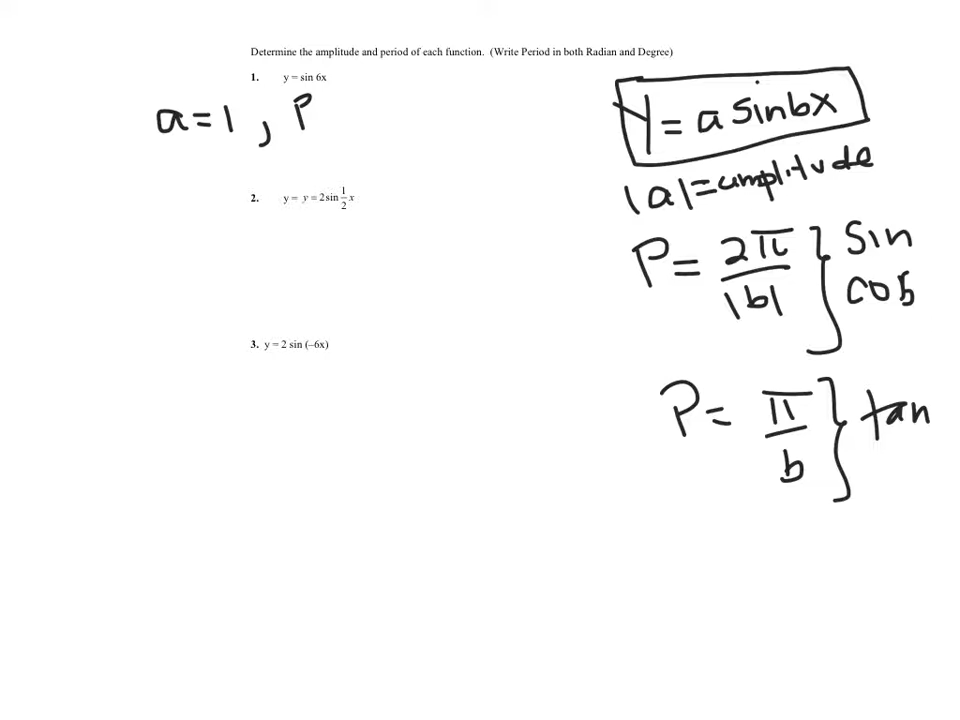 Determine the amplitude and period of each function. (Write Period in both Radian and Degree)
1. y = sin 6x
a = 1 , P
y = a sin bx
|a| = amplitude
2. y = y = 2 sin 1/2 x
P = 2π/|b| } sin cos
3. y = 2 sin (–6x)
P = π/b } tan